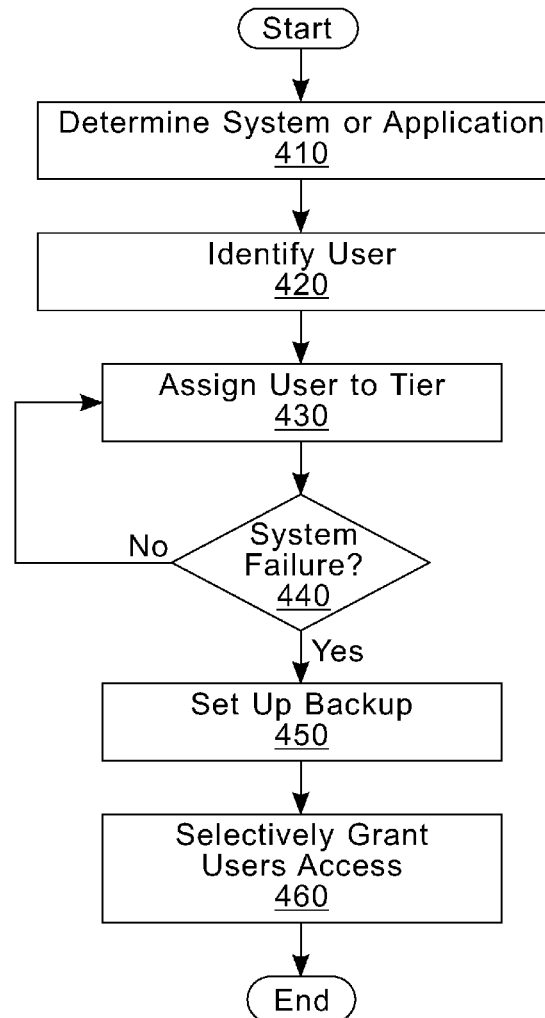 Start
Determine System or Application
410
Identify User
420
Assign User to Tier
430
System
Failure?
440
No
Yes
Set Up Backup
450
Selectively Grant
Users Access
460
End